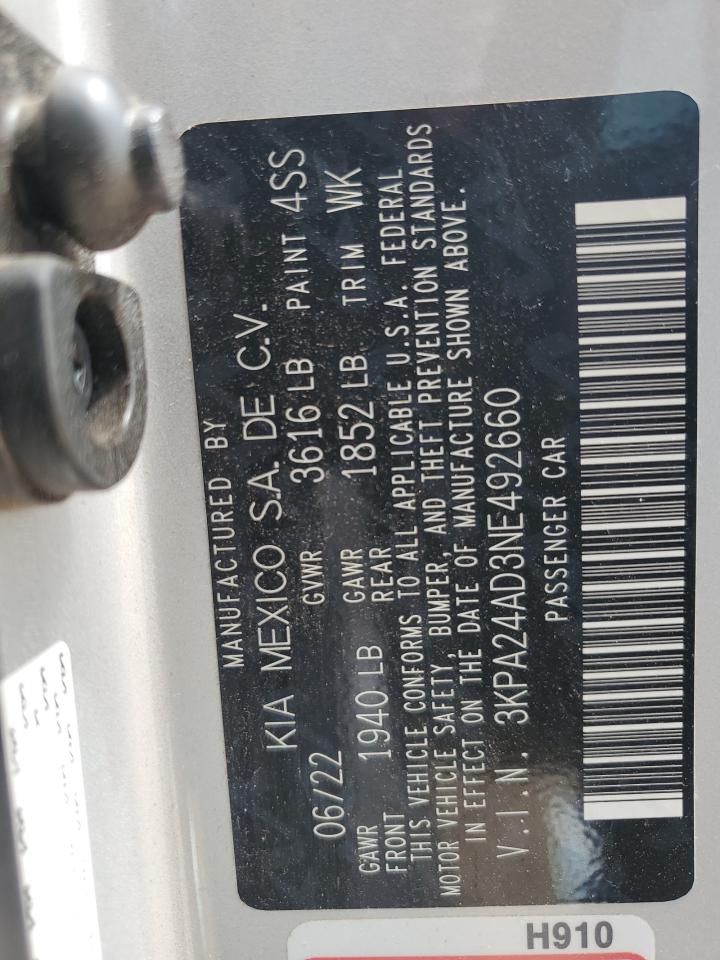 MANUFACTURED BY
KIA MEXICO S.A. DE C.V.
06/22 GVWR 3616 LB PAINT 4SS
GAWR FRONT 1940 LB GAWR REAR 1852 LB TRIM WK
THIS VEHICLE CONFORMS TO ALL APPLICABLE U.S.A. FEDERAL
MOTOR VEHICLE SAFETY, BUMPER, AND THEFT PREVENTION STANDARDS
IN EFFECT ON THE DATE OF MANUFACTURE SHOWN ABOVE.
V.I.N. 3KPA24AD3NE492660
PASSENGER CAR
H910